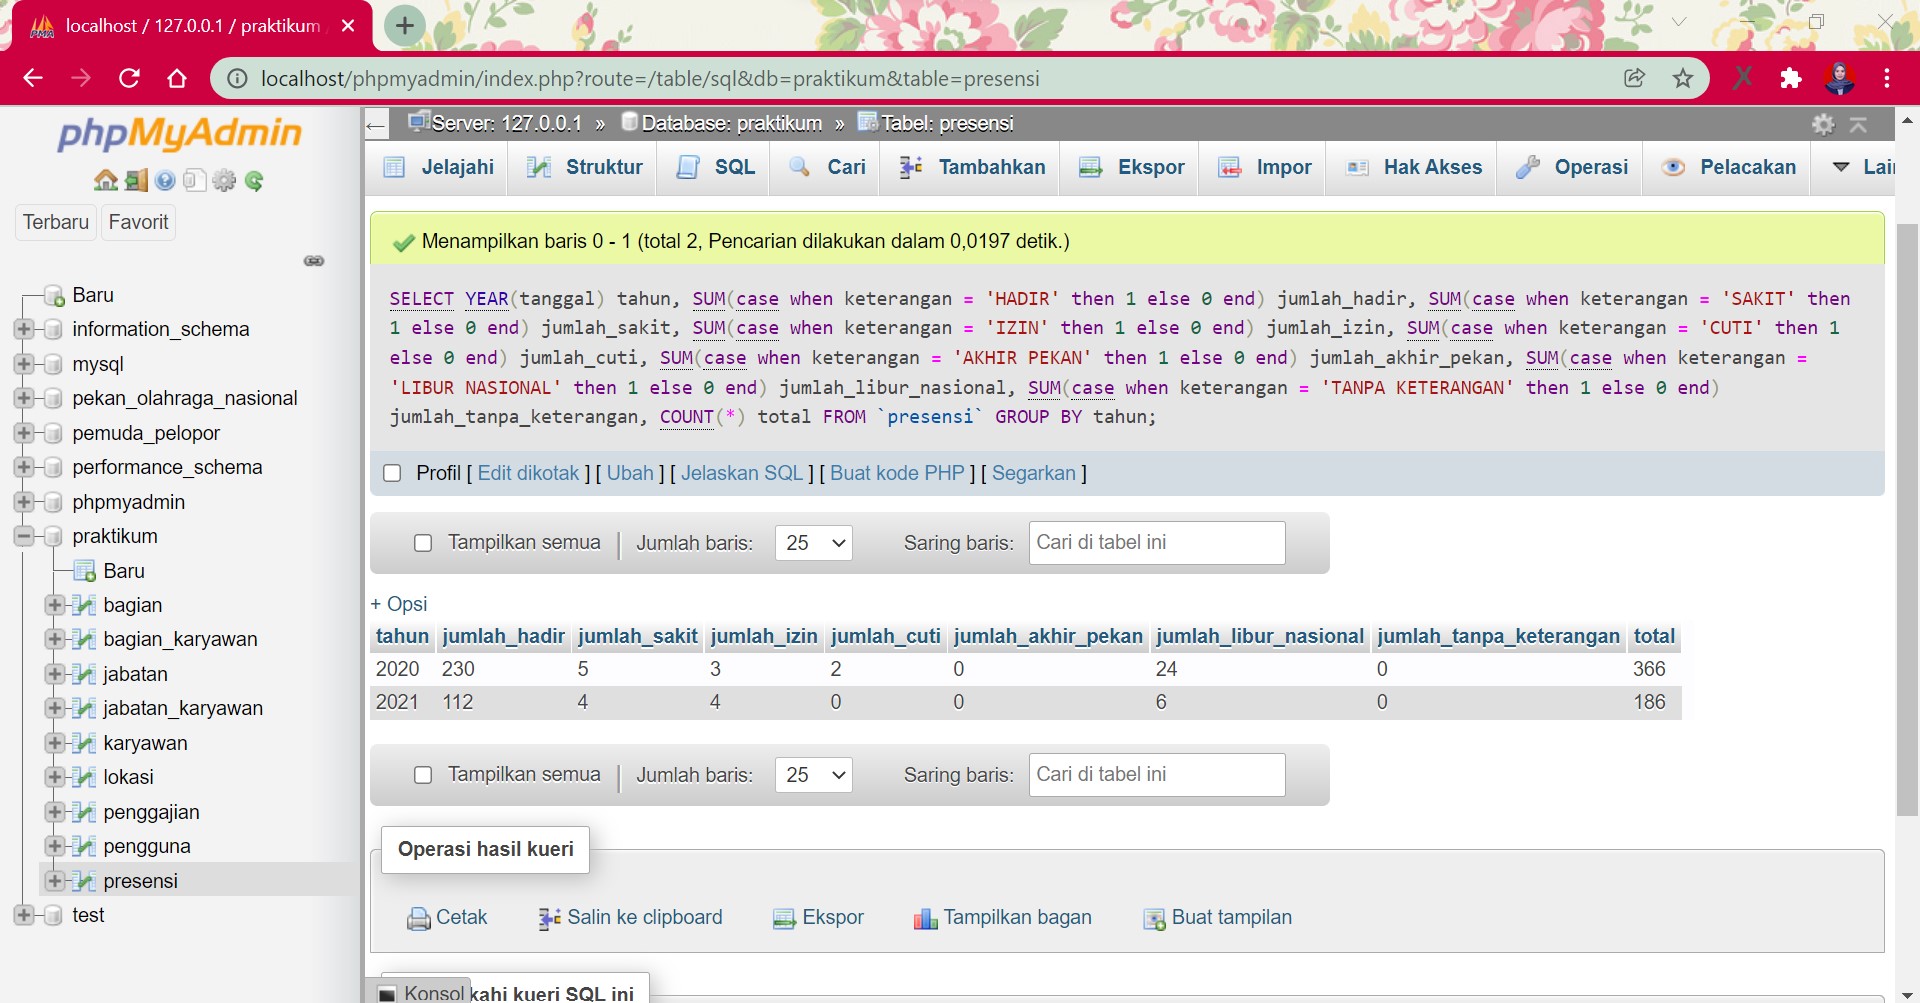 localhost / 127.0.0.1 / praktikum
localhost/phpmyadmin/index.php?route=/table/sql&db=praktikum&table=presensi
phpMyAdmin
Terbaru
Favorit
Baru
information_schema
mysql
pekan_olahraga_nasional
pemuda_pelopor
performance_schema
phpmyadmin
praktikum
Baru
bagian
bagian_karyawan
jabatan
jabatan_karyawan
karyawan
lokasi
penggajian
pengguna
presensi
test
Server: 127.0.0.1 » Database: praktikum » Tabel: presensi
Jelajahi Struktur SQL Cari Tambahkan Ekspor Impor Hak Akses Operasi Pelacakan Lai
Menampilkan baris 0 - 1 (total 2, Pencarian dilakukan dalam 0,0197 detik.)
SELECT YEAR(tanggal) tahun, SUM(case when keterangan = 'HADIR' then 1 else 0 end) jumlah_hadir, SUM(case when keterangan = 'SAKIT' then
1 else 0 end) jumlah_sakit, SUM(case when keterangan = 'IZIN' then 1 else 0 end) jumlah_izin, SUM(case when keterangan = 'CUTI' then 1
else 0 end) jumlah_cuti, SUM(case when keterangan = 'AKHIR PEKAN' then 1 else 0 end) jumlah_akhir_pekan, SUM(case when keterangan =
'LIBUR NASIONAL' then 1 else 0 end) jumlah_libur_nasional, SUM(case when keterangan = 'TANPA KETERANGAN' then 1 else 0 end)
jumlah_tanpa_keterangan, COUNT(*) total FROM `presensi` GROUP BY tahun;
Profil [ Edit dikotak ] [ Ubah ] [ Jelaskan SQL ] [ Buat kode PHP ] [ Segarkan ]
Tampilkan semua | Jumlah baris: 25 Saring baris: Cari di tabel ini
+ Opsi
tahun jumlah_hadir jumlah_sakit jumlah_izin jumlah_cuti jumlah_akhir_pekan jumlah_libur_nasional jumlah_tanpa_keterangan total
2020 230 5 3 2 0 24 0 366
2021 112 4 4 0 0 6 0 186
Tampilkan semua | Jumlah baris: 25 Saring baris: Cari di tabel ini
Operasi hasil kueri
Cetak Salin ke clipboard Ekspor Tampilkan bagan Buat tampilan
Konsol kahi kueri SQL ini